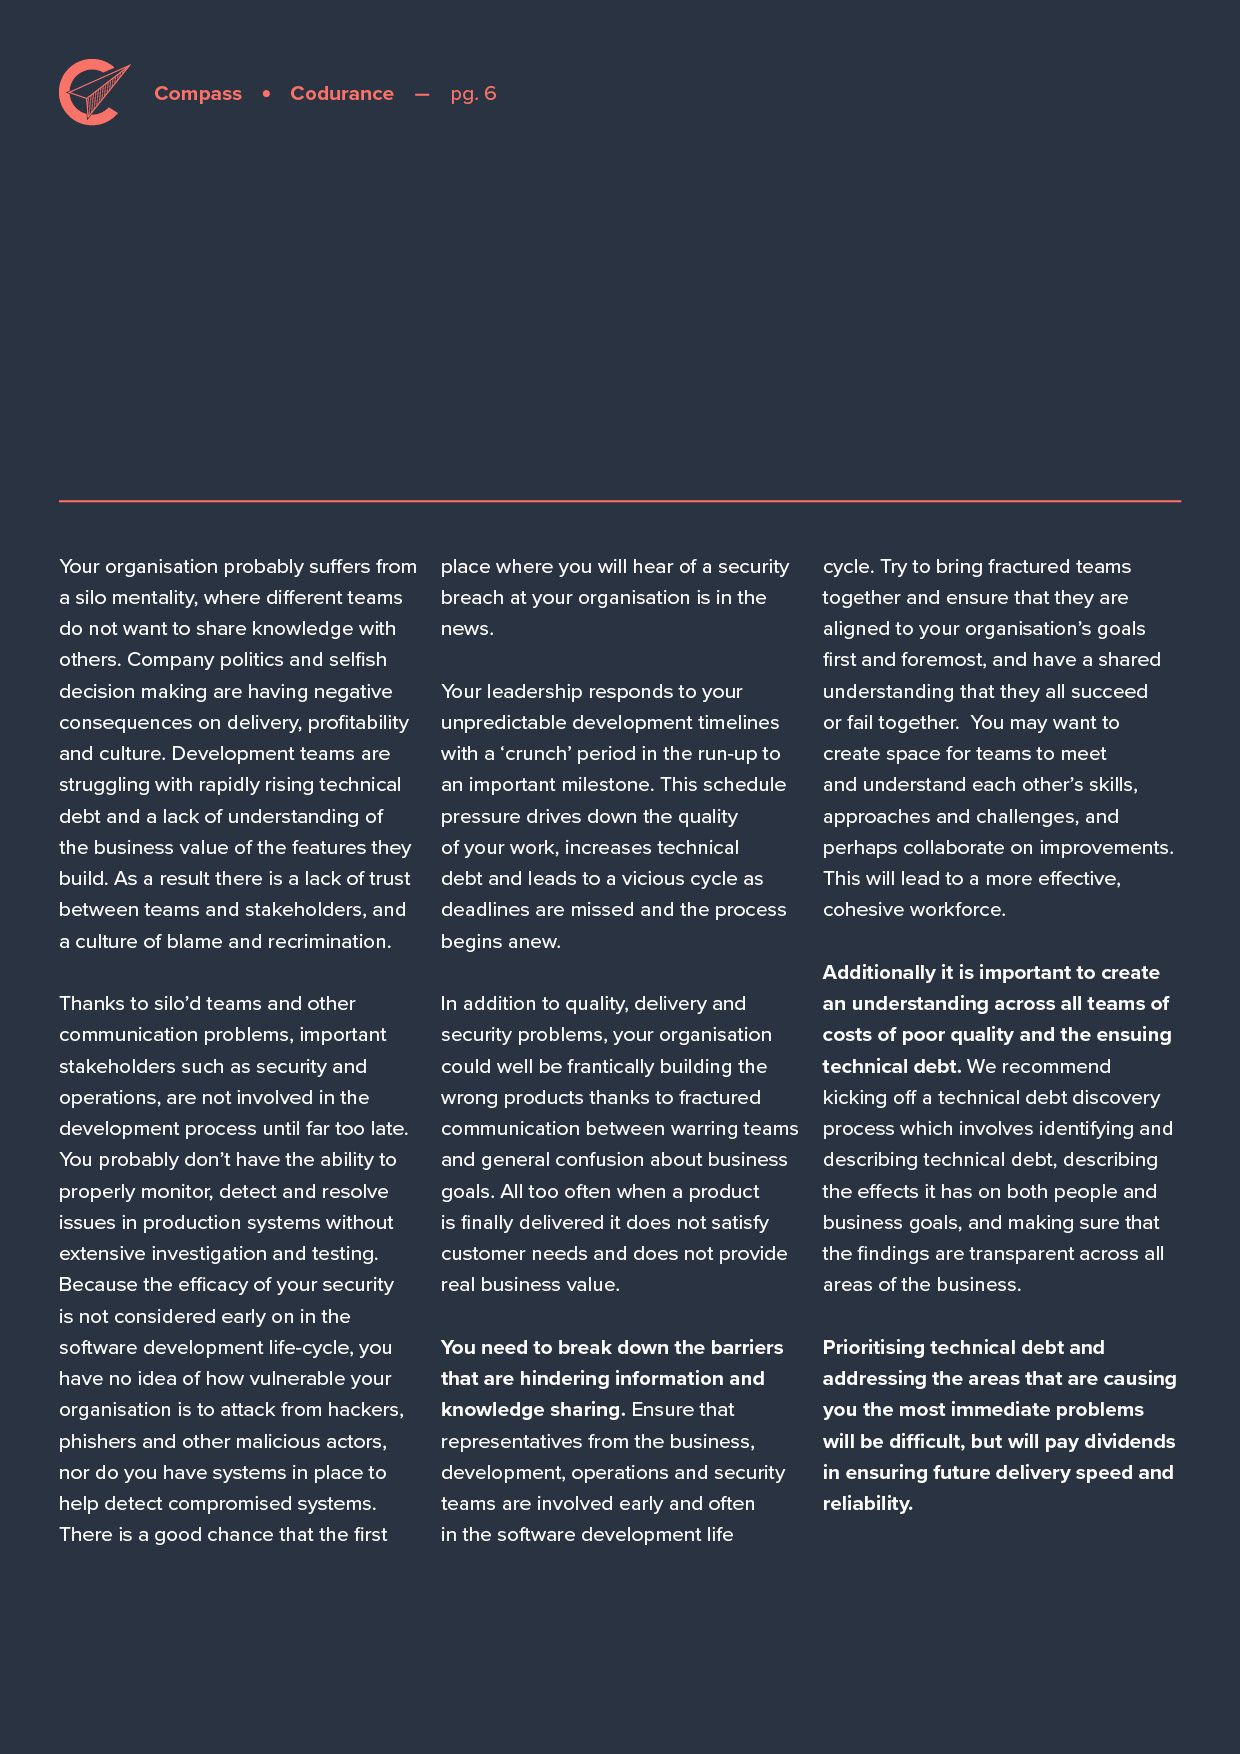 Compass • Codurance — pg. 6
Your organisation probably suffers from
a silo mentality, where different teams
do not want to share knowledge with
others. Company politics and selfish
decision making are having negative
consequences on delivery, profitability
and culture. Development teams are
struggling with rapidly rising technical
debt and a lack of understanding of
the business value of the features they
build. As a result there is a lack of trust
between teams and stakeholders, and
a culture of blame and recrimination.
Thanks to silo’d teams and other
communication problems, important
stakeholders such as security and
operations, are not involved in the
development process until far too late.
You probably don’t have the ability to
properly monitor, detect and resolve
issues in production systems without
extensive investigation and testing.
Because the efficacy of your security
is not considered early on in the
software development life-cycle, you
have no idea of how vulnerable your
organisation is to attack from hackers,
phishers and other malicious actors,
nor do you have systems in place to
help detect compromised systems.
There is a good chance that the first
place where you will hear of a security
breach at your organisation is in the
news.
Your leadership responds to your
unpredictable development timelines
with a ‘crunch’ period in the run-up to
an important milestone. This schedule
pressure drives down the quality
of your work, increases technical
debt and leads to a vicious cycle as
deadlines are missed and the process
begins anew.
In addition to quality, delivery and
security problems, your organisation
could well be frantically building the
wrong products thanks to fractured
communication between warring teams
and general confusion about business
goals. All too often when a product
is finally delivered it does not satisfy
customer needs and does not provide
real business value.
You need to break down the barriers
that are hindering information and
knowledge sharing. Ensure that
representatives from the business,
development, operations and security
teams are involved early and often
in the software development life
cycle. Try to bring fractured teams
together and ensure that they are
aligned to your organisation’s goals
first and foremost, and have a shared
understanding that they all succeed
or fail together.  You may want to
create space for teams to meet
and understand each other’s skills,
approaches and challenges, and
perhaps collaborate on improvements.
This will lead to a more effective,
cohesive workforce.
Additionally it is important to create
an understanding across all teams of
costs of poor quality and the ensuing
technical debt. We recommend
kicking off a technical debt discovery
process which involves identifying and
describing technical debt, describing
the effects it has on both people and
business goals, and making sure that
the findings are transparent across all
areas of the business.
Prioritising technical debt and
addressing the areas that are causing
you the most immediate problems
will be difficult, but will pay dividends
in ensuring future delivery speed and
reliability.